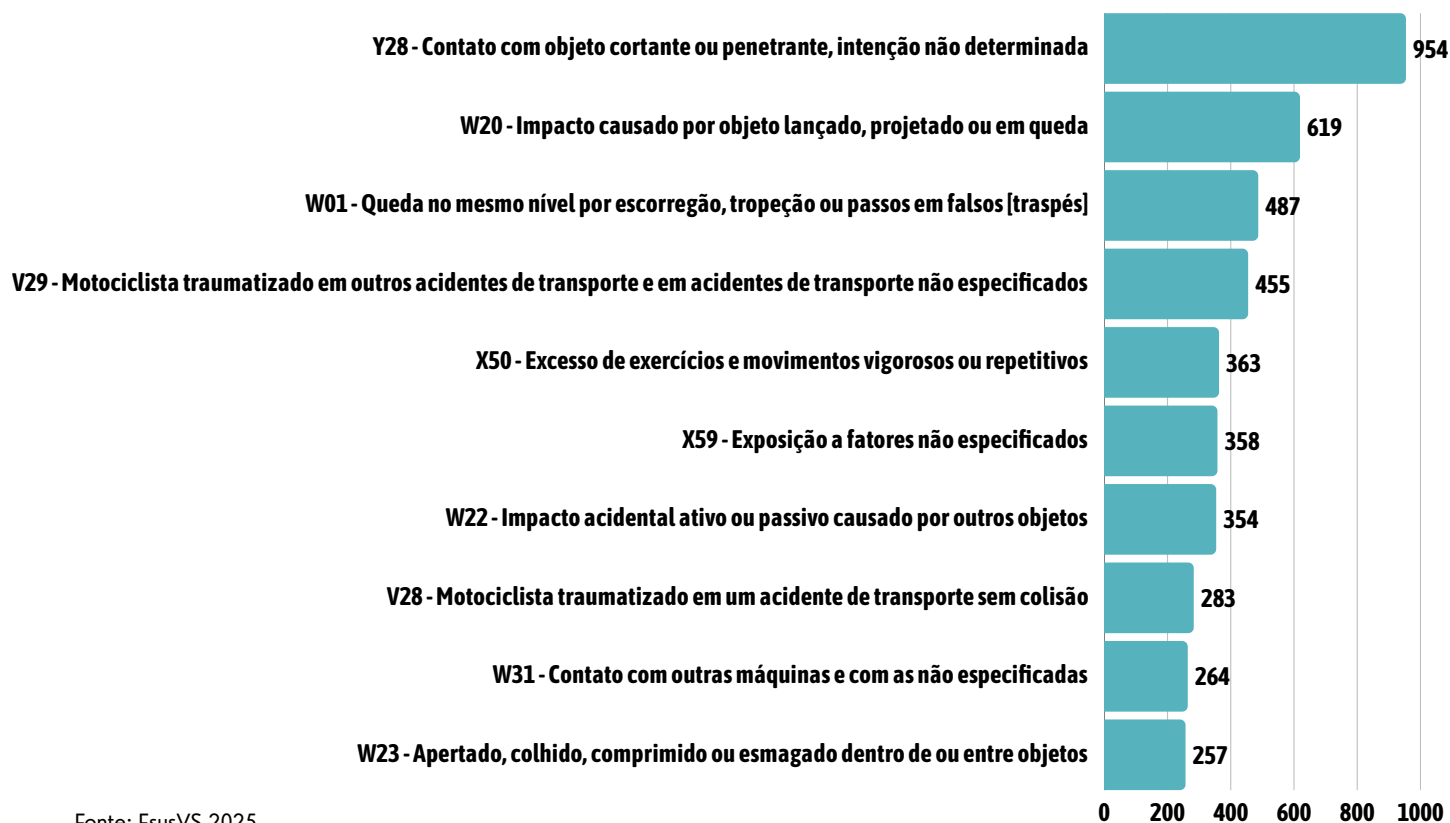 Y28 - Contato com objeto cortante ou penetrante, intenção não determinada 954
W20 - Impacto causado por objeto lançado, projetado ou em queda 619
W01 - Queda no mesmo nível por escorregão, tropeção ou passos em falsos [traspés] 487
V29 - Motociclista traumatizado em outros acidentes de transporte e em acidentes de transporte não especificados 455
X50 - Excesso de exercícios e movimentos vigorosos ou repetitivos 363
X59 - Exposição a fatores não especificados 358
W22 - Impacto acidental ativo ou passivo causado por outros objetos 354
V28 - Motociclista traumatizado em um acidente de transporte sem colisão 283
W31 - Contato com outras máquinas e com as não especificadas 264
W23 - Apertado, colhido, comprimido ou esmagado dentro de ou entre objetos 257
0 200 400 600 800 1000
Fonte: EsusVS 2025